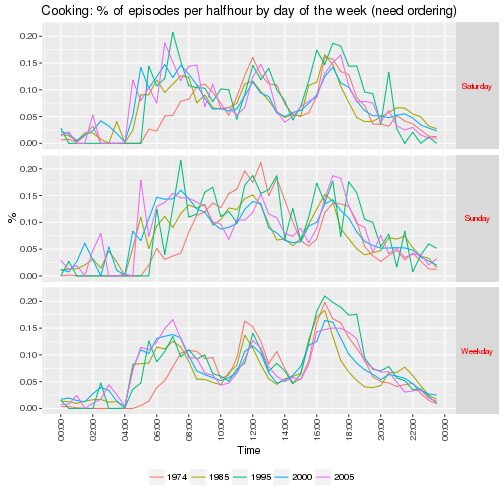 Cooking: % of episodes per halfhour by day of the week (need ordering)
0.20
0.15
0.10
0.05
0.00
Saturday
0.20
0.15
0.10
0.05
0.00
Sunday
%
0.20
0.15
0.10
0.05
0.00
Weekday
00:00 02:00 04:00 06:00 08:00 10:00 12:00 14:00 16:00 18:00 20:00 22:00 00:00
Time
1974 1985 1995 2000 2005